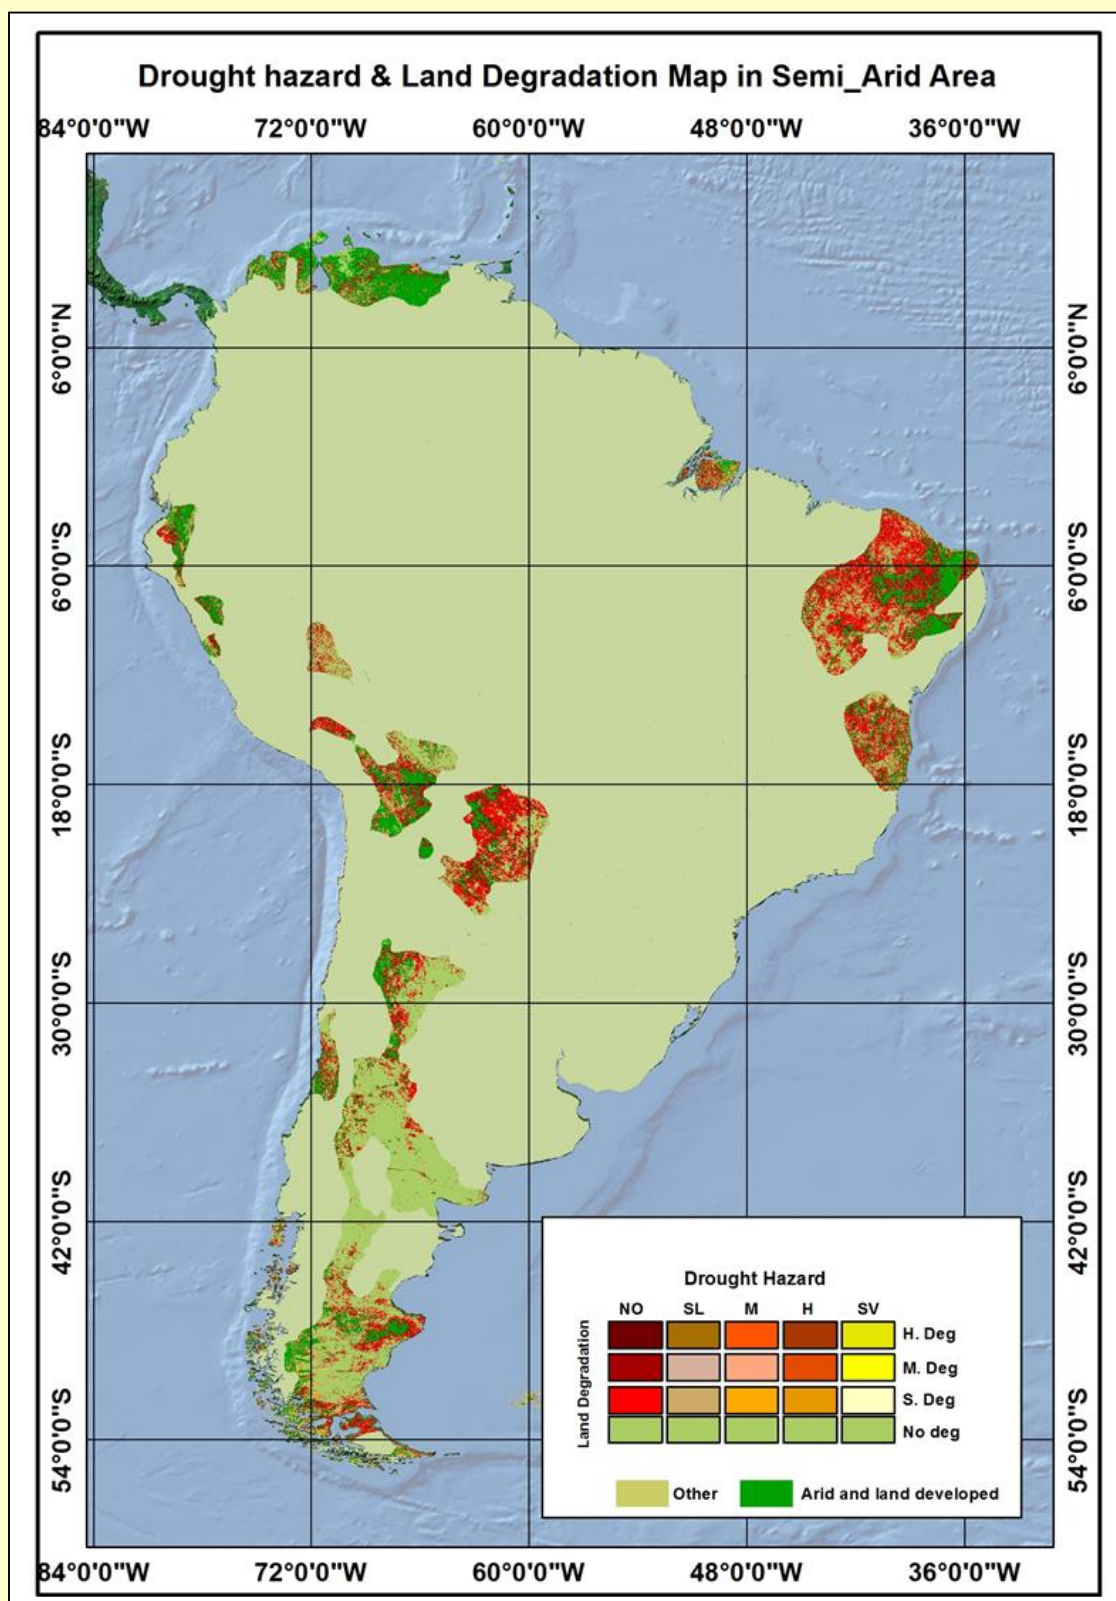 Drought hazard & Land Degradation Map in Semi_Arid Area
84°0'0"W 72°0'0"W 60°0'0"W 48°0'0"W 36°0'0"W
6°0'0"N 6°0'0"N
6°0'0"S 6°0'0"S
18°0'0"S 18°0'0"S
30°0'0"S 30°0'0"S
42°0'0"S 42°0'0"S
54°0'0"S 54°0'0"S
Drought Hazard
NO SL M H SV
Land Degradation
H. Deg
M. Deg
S. Deg
No deg
Other Arid and land developed
84°0'0"W 72°0'0"W 60°0'0"W 48°0'0"W 36°0'0"W